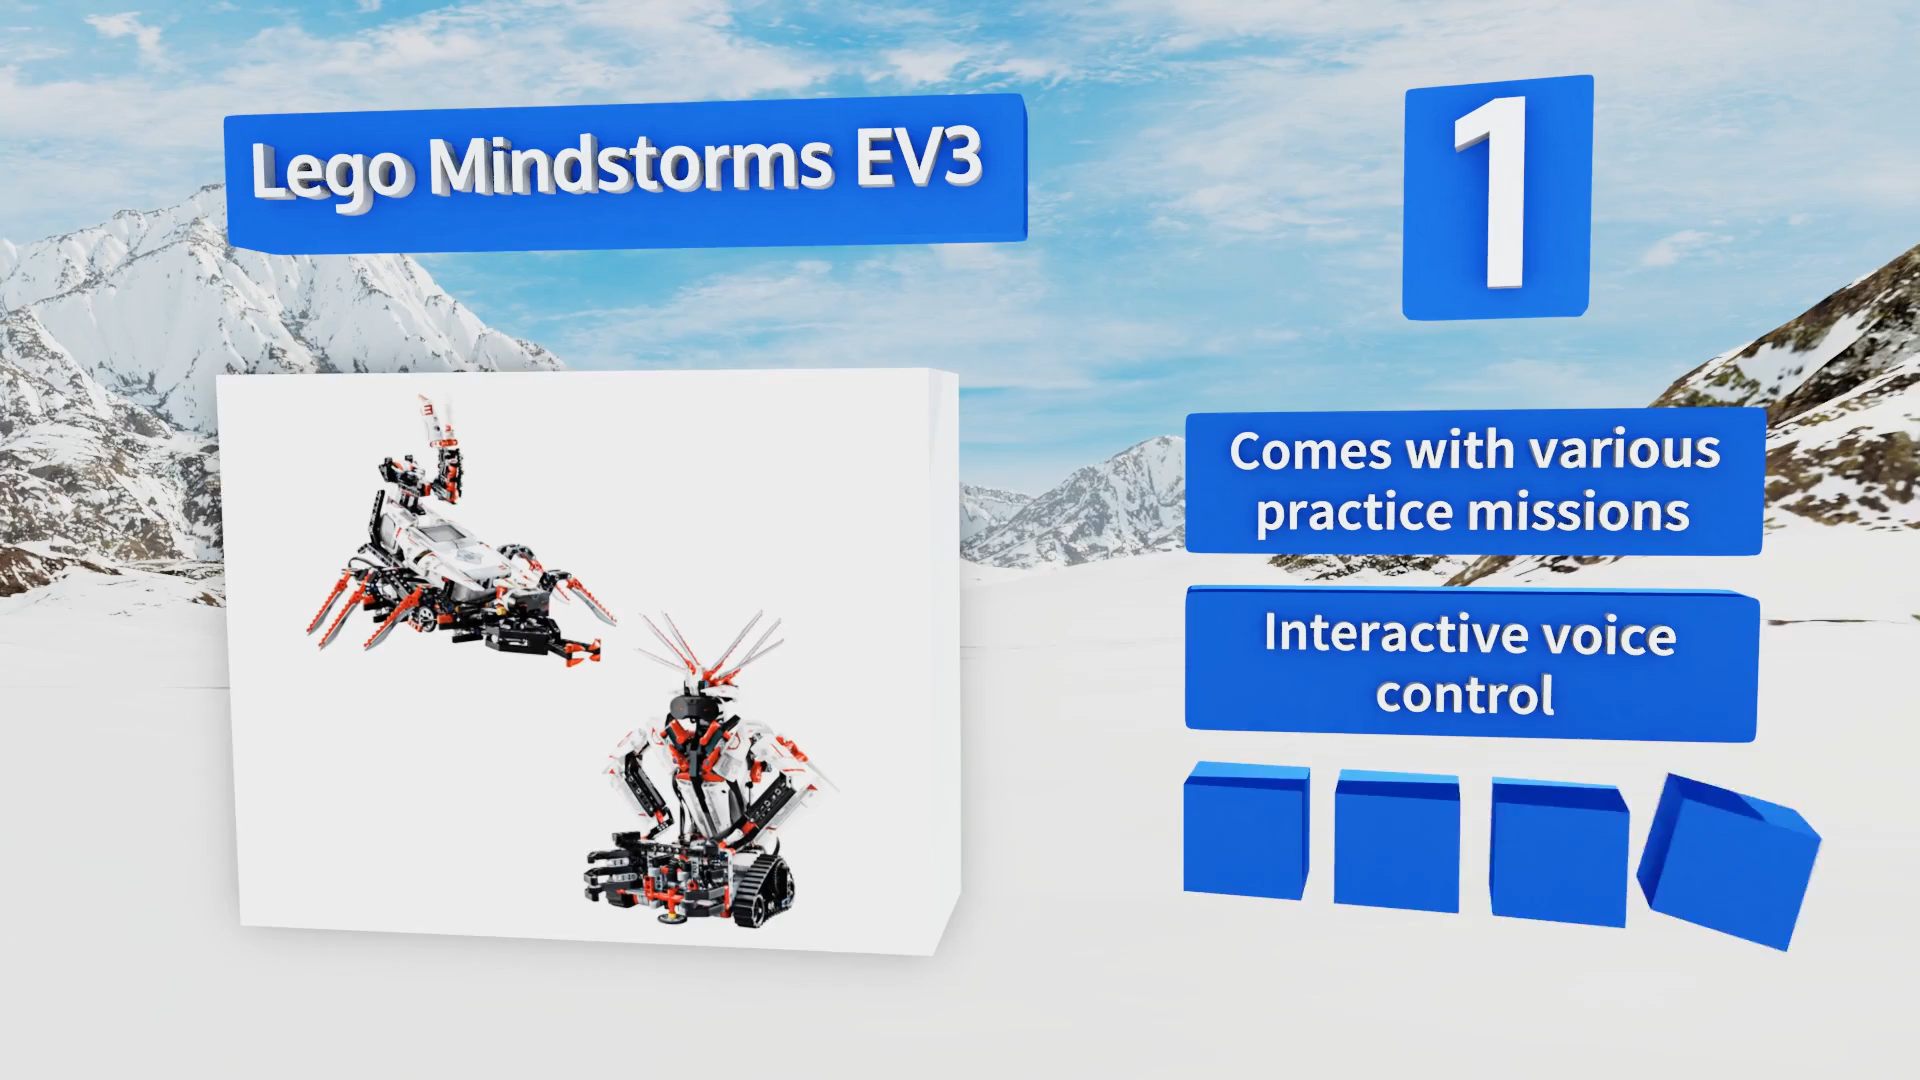 Lego Mindstorms EV3
1
Comes with various
practice missions
Interactive voice
control